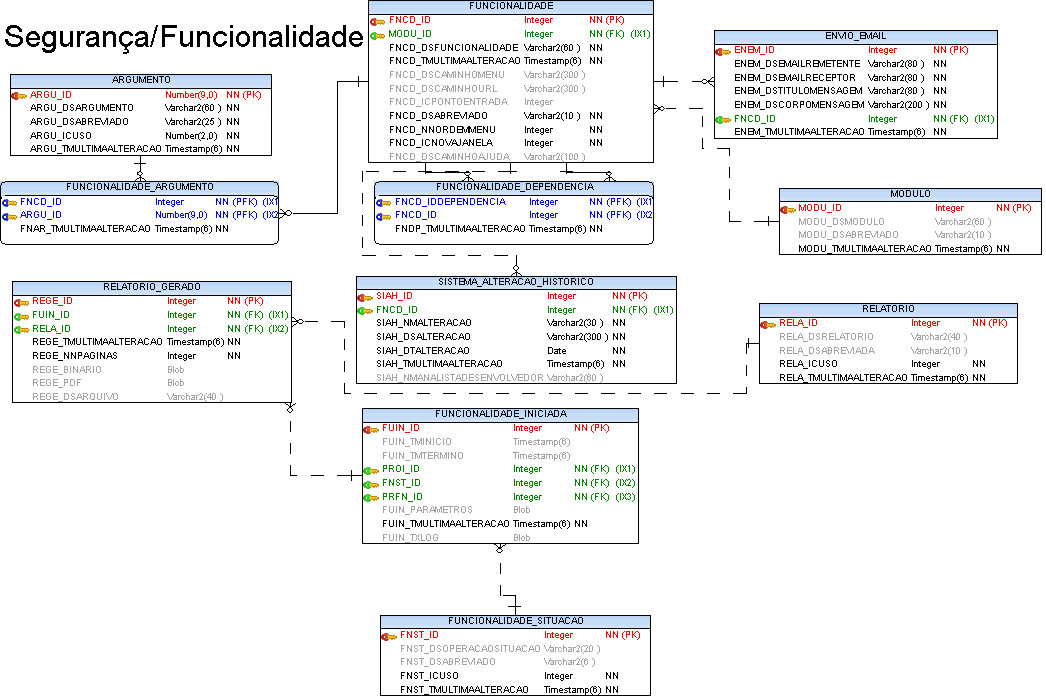 Segurança/Funcionalidade
FUNCIONALIDADE
FNCD_ID Integer NN (PK)
MODU_ID Integer NN (FK) (IX1)
FNCD_DSFUNCIONALIDADE Varchar2(60 ) NN
FNCD_TMULTIMAALTERACAO Timestamp(6) NN
FNCD_DSCAMINHOMENU Varchar2(300 )
FNCD_DSCAMINHOURL Varchar2(300 )
FNCD_ICPONTOENTRADA Integer
FNCD_DSABREVIADO Varchar2(10 ) NN
FNCD_NNORDEMMENU Integer NN
FNCD_ICNOVAJANELA Integer NN
FNCD_DSCAMINHOAJUDA Varchar2(100 )
ENVIO_EMAIL
ENEM_ID Integer NN (PK)
ENEM_DSEMAILREMETENTE Varchar2(80 ) NN
ENEM_DSEMAILRECEPTOR Varchar2(80 ) NN
ENEM_DSTITULOMENSAGEM Varchar2(80 ) NN
ENEM_DSCORPOMENSAGEM Varchar2(200 ) NN
FNCD_ID Integer NN (FK) (IX1)
ENEM_TMULTIMAALTERACAO Timestamp(6) NN
ARGUMENTO
ARGU_ID Number(9,0) NN (PK)
ARGU_DSARGUMENTO Varchar2(60 ) NN
ARGU_DSABREVIADO Varchar2(25 ) NN
ARGU_ICUSO Number(2,0) NN
ARGU_TMULTIMAALTERACAO Timestamp(6) NN
FUNCIONALIDADE_ARGUMENTO
FNCD_ID Integer NN (PFK) (IX1
ARGU_ID Number(9,0) NN (PFK) (IX2
FNAR_TMULTIMAALTERACAO Timestamp(6) NN
FUNCIONALIDADE_DEPENDENCIA
FNCD_IDDEPENDENCIA Integer NN (PFK) (IX1
FNCD_ID Integer NN (PFK) (IX2
FNDP_TMULTIMAALTERACAO Timestamp(6) NN
MODULO
MODU_ID Integer NN (PK)
MODU_DSMODULO Varchar2(60 )
MODU_DSABREVIADO Varchar2(10 )
MODU_TMULTIMAALTERACAO Timestamp(6) NN
RELATORIO_GERADO
REGE_ID Integer NN (PK)
FUIN_ID Integer NN (FK) (IX1)
RELA_ID Integer NN (FK) (IX2)
REGE_TMULTIMAALTERACAO Timestamp(6) NN
REGE_NNPAGINAS Integer NN
REGE_BINARIO Blob
REGE_PDF Blob
REGE_DSARQUIVO Varchar2(40 )
SISTEMA_ALTERACAO_HISTORICO
SIAH_ID Integer NN (PK)
FNCD_ID Integer NN (FK) (IX1)
SIAH_NMALTERACAO Varchar2(30 ) NN
SIAH_DSALTERACAO Varchar2(300 ) NN
SIAH_DTALTERACAO Date NN
SIAH_TMULTIMAALTERACAO Timestamp(6) NN
SIAH_NMANALISTADESENVOLVEDOR Varchar2(60 )
RELATORIO
RELA_ID Integer NN (PK)
RELA_DSRELATORIO Varchar2(40 )
RELA_DSABREVIADA Varchar2(10 )
RELA_ICUSO Integer NN
RELA_TMULTIMAALTERACAO Timestamp(6) NN
FUNCIONALIDADE_INICIADA
FUIN_ID Integer NN (PK)
FUIN_TMINICIO Timestamp(6)
FUIN_TMTERMINO Timestamp(6)
PROI_ID Integer NN (FK) (IX1)
FNST_ID Integer NN (FK) (IX2)
PRFN_ID Integer NN (FK) (IX3)
FUIN_PARAMETROS Blob
FUIN_TMULTIMAALTERACAO Timestamp(6) NN
FUIN_TXLOG Blob
FUNCIONALIDADE_SITUACAO
FNST_ID Integer NN (PK)
FNST_DSOPERACAOSITUACAO Varchar2(20 )
FNST_DSABREVIADO Varchar2(6 )
FNST_ICUSO Integer NN
FNST_TMULTIMAALTERACAO Timestamp(6) NN